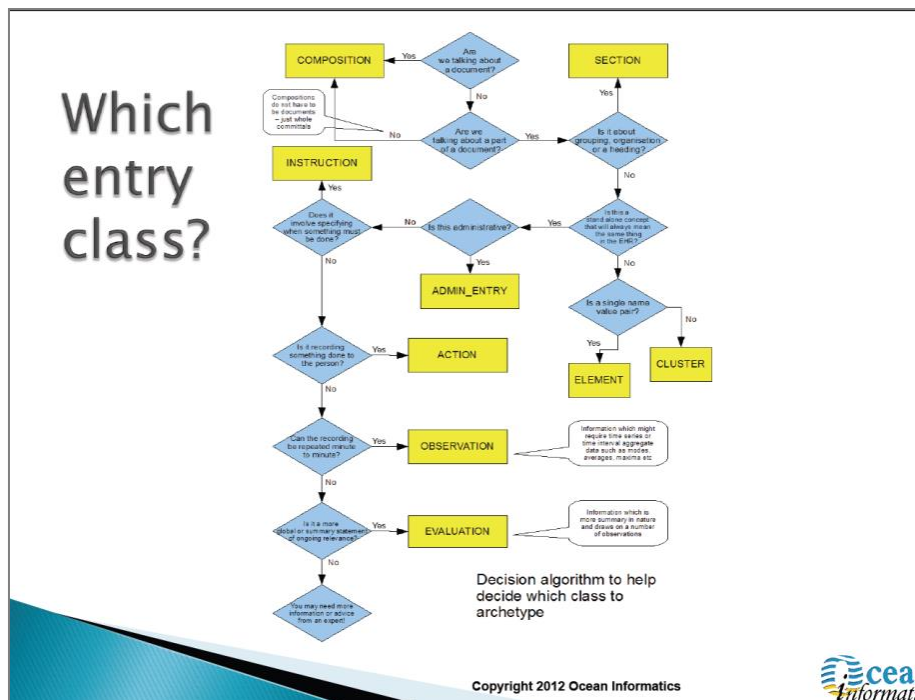 Which
entry
class?
COMPOSITION
Yes
Are
we talking about
a document?
SECTION
No
Yes
Compositions
do not have to
be documents
– just whole
committals
No
Are we
talking about a part
of a document?
Yes
Is it about
grouping, organisation
or a heading?
INSTRUCTION
Yes
No
Does it
involve specifying
when something must
be done?
No
Is this administrative?
Yes
Is this a
stand alone concept
that will always mean
the same thing
in the EHR?
No
Yes
No
ADMIN_ENTRY
Is a single name
value pair?
No
Yes
Is it recording
something done to
the person?
Yes
ACTION
ELEMENT
CLUSTER
No
Can the recording
be repeated minute
to minute?
Yes
OBSERVATION
Information which might
require time series or
time interval aggregate
data such as modes,
averages, maxima etc
No
Is it a more
global or summary statement
of ongoing relevance?
Yes
EVALUATION
Information which is
more summary in nature
and draws on a number
of observations
No
You may need more
information or advice
from an expert!
Decision algorithm to help
decide which class to
archetype
Copyright 2012 Ocean Informatics
Ocea
Informati